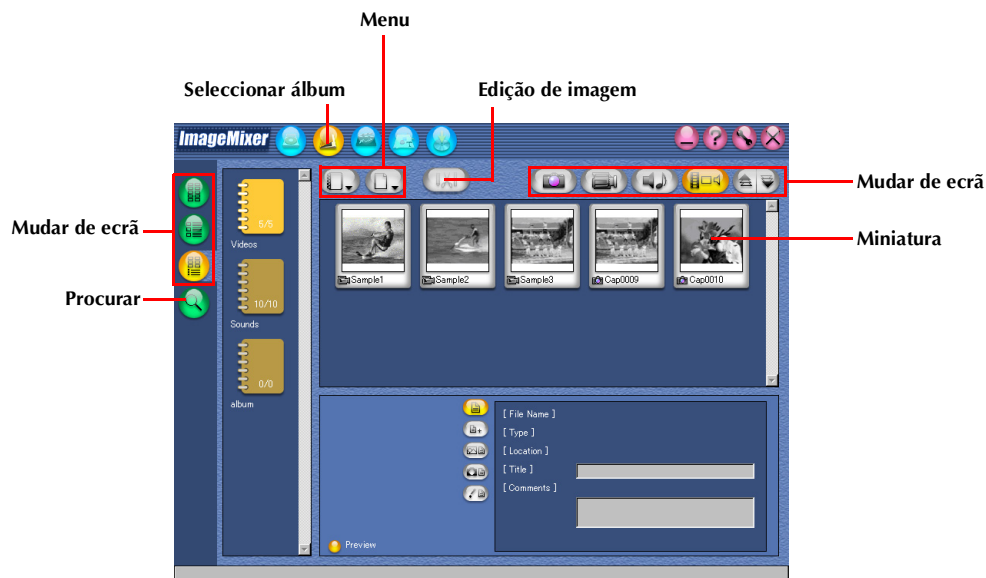 Menu
Seleccionar álbum
Edição de imagem
ImageMixer
?
Mudar de ecrã
5/5
Videos
Mudar de ecrã
Miniatura
Sample1
Sample2
Sample3
Cap0009
Cap0010
Procurar
10/10
Sounds
0/0
album
[ File Name ]
[ Type ]
[ Location ]
[ Title ]
[ Comments ]
Preview